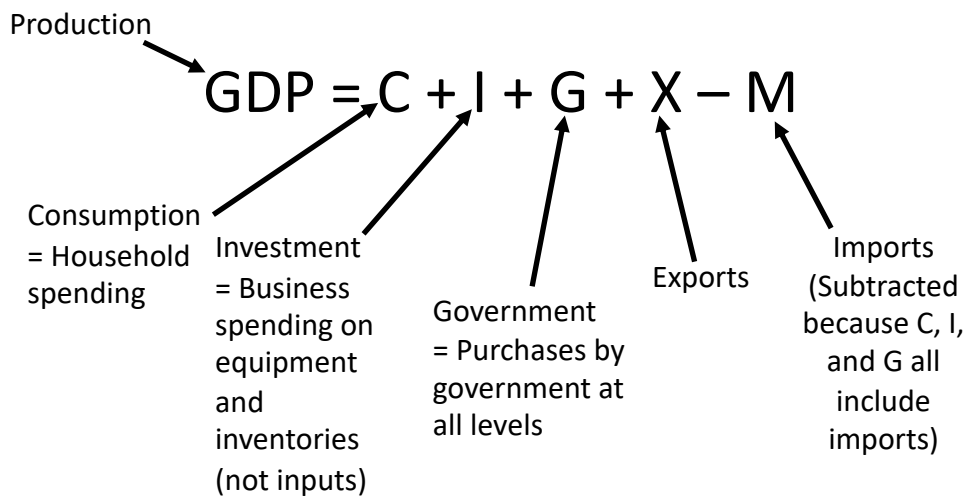 Production
GDP = C + I + G + X – M
Consumption
= Household
spending
Investment
= Business
spending on
equipment
and
inventories
(not inputs)
Government
= Purchases by
government at
all levels
Exports
Imports
(Subtracted
because C, I,
and G all
include
imports)